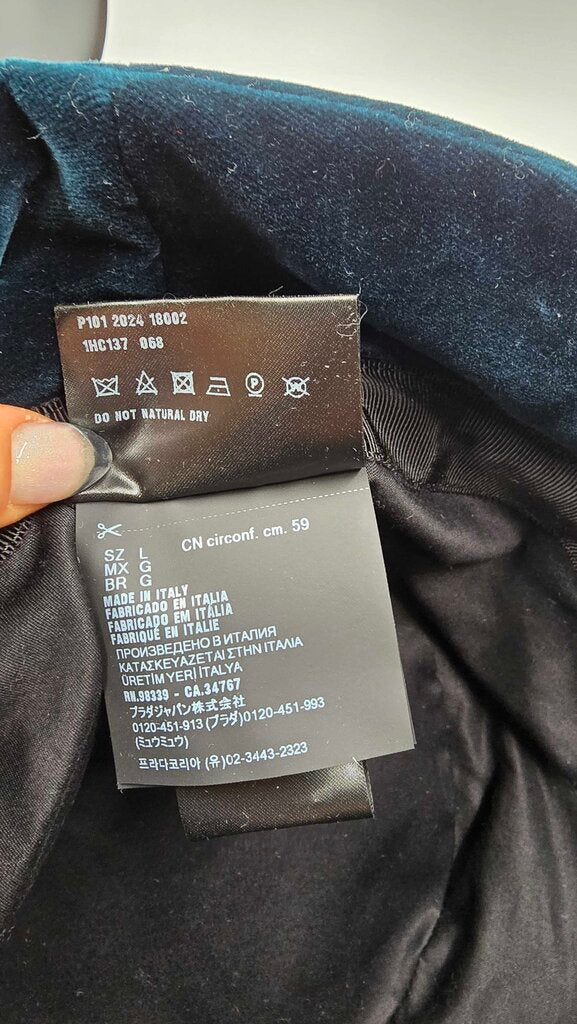 P101 2024 18002
1HC137 068
DO NOT NATURAL DRY
CN circonf. cm. 59
SZ L
MX G
BR G
MADE IN ITALY
FABRICADO EN ITALIA
FABRICADO EM ITÁLIA
FABRIQUÉ EN ITALIE
ПРОИЗВЕДЕНО В ИТАЛИЯ
ΚΑΤΑΣΚΕΥΑΖΕΤΑΙ ΣΤΗΝ ΙΤΑΛΙΑ
ÜRETİM YERİ İTALYA
RN.98339 - CA.34767
プラダジャパン株式会社
0120-451-913 (プラダ)0120-451-993
(ミュウミュウ)
프라다코리아 (유)02-3443-2323